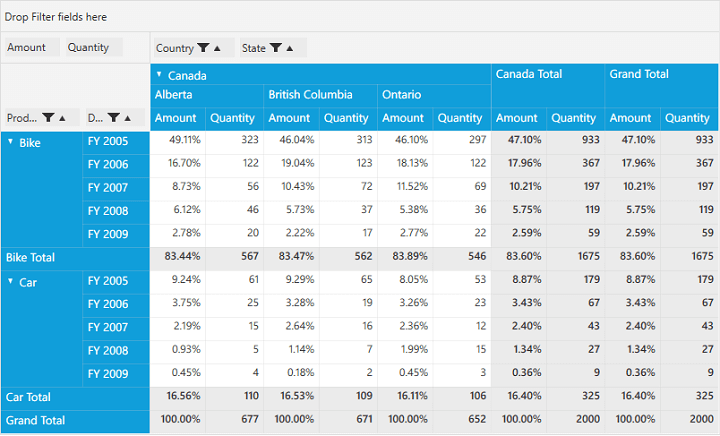 Drop Filter fields here
Amount Quantity Country State
Canada Canada Total Grand Total
Alberta British Columbia Ontario
Prod... D... Amount Quantity Amount Quantity Amount Quantity Amount Quantity Amount Quantity
Bike FY 2005 49.11% 323 46.04% 313 46.10% 297 47.10% 933 47.10% 933
FY 2006 16.70% 122 19.04% 123 18.13% 122 17.96% 367 17.96% 367
FY 2007 8.73% 56 10.43% 72 11.52% 69 10.21% 197 10.21% 197
FY 2008 6.12% 46 5.73% 37 5.38% 36 5.75% 119 5.75% 119
FY 2009 2.78% 20 2.22% 17 2.77% 22 2.59% 59 2.59% 59
Bike Total 83.44% 567 83.47% 562 83.89% 546 83.60% 1675 83.60% 1675
Car FY 2005 9.24% 61 9.29% 65 8.05% 53 8.87% 179 8.87% 179
FY 2006 3.75% 25 3.28% 19 3.26% 23 3.43% 67 3.43% 67
FY 2007 2.19% 15 2.64% 16 2.36% 12 2.40% 43 2.40% 43
FY 2008 0.93% 5 1.14% 7 1.99% 15 1.34% 27 1.34% 27
FY 2009 0.45% 4 0.18% 2 0.45% 3 0.36% 9 0.36% 9
Car Total 16.56% 110 16.53% 109 16.11% 106 16.40% 325 16.40% 325
Grand Total 100.00% 677 100.00% 671 100.00% 652 100.00% 2000 100.00% 2000